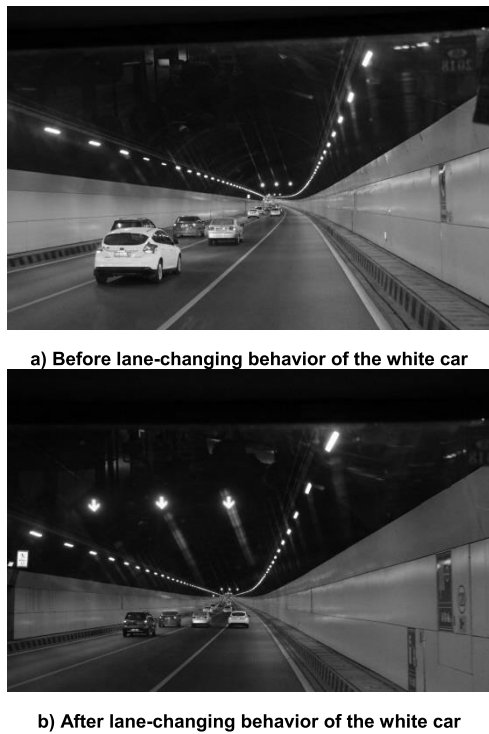 a) Before lane-changing behavior of the white car
b) After lane-changing behavior of the white car